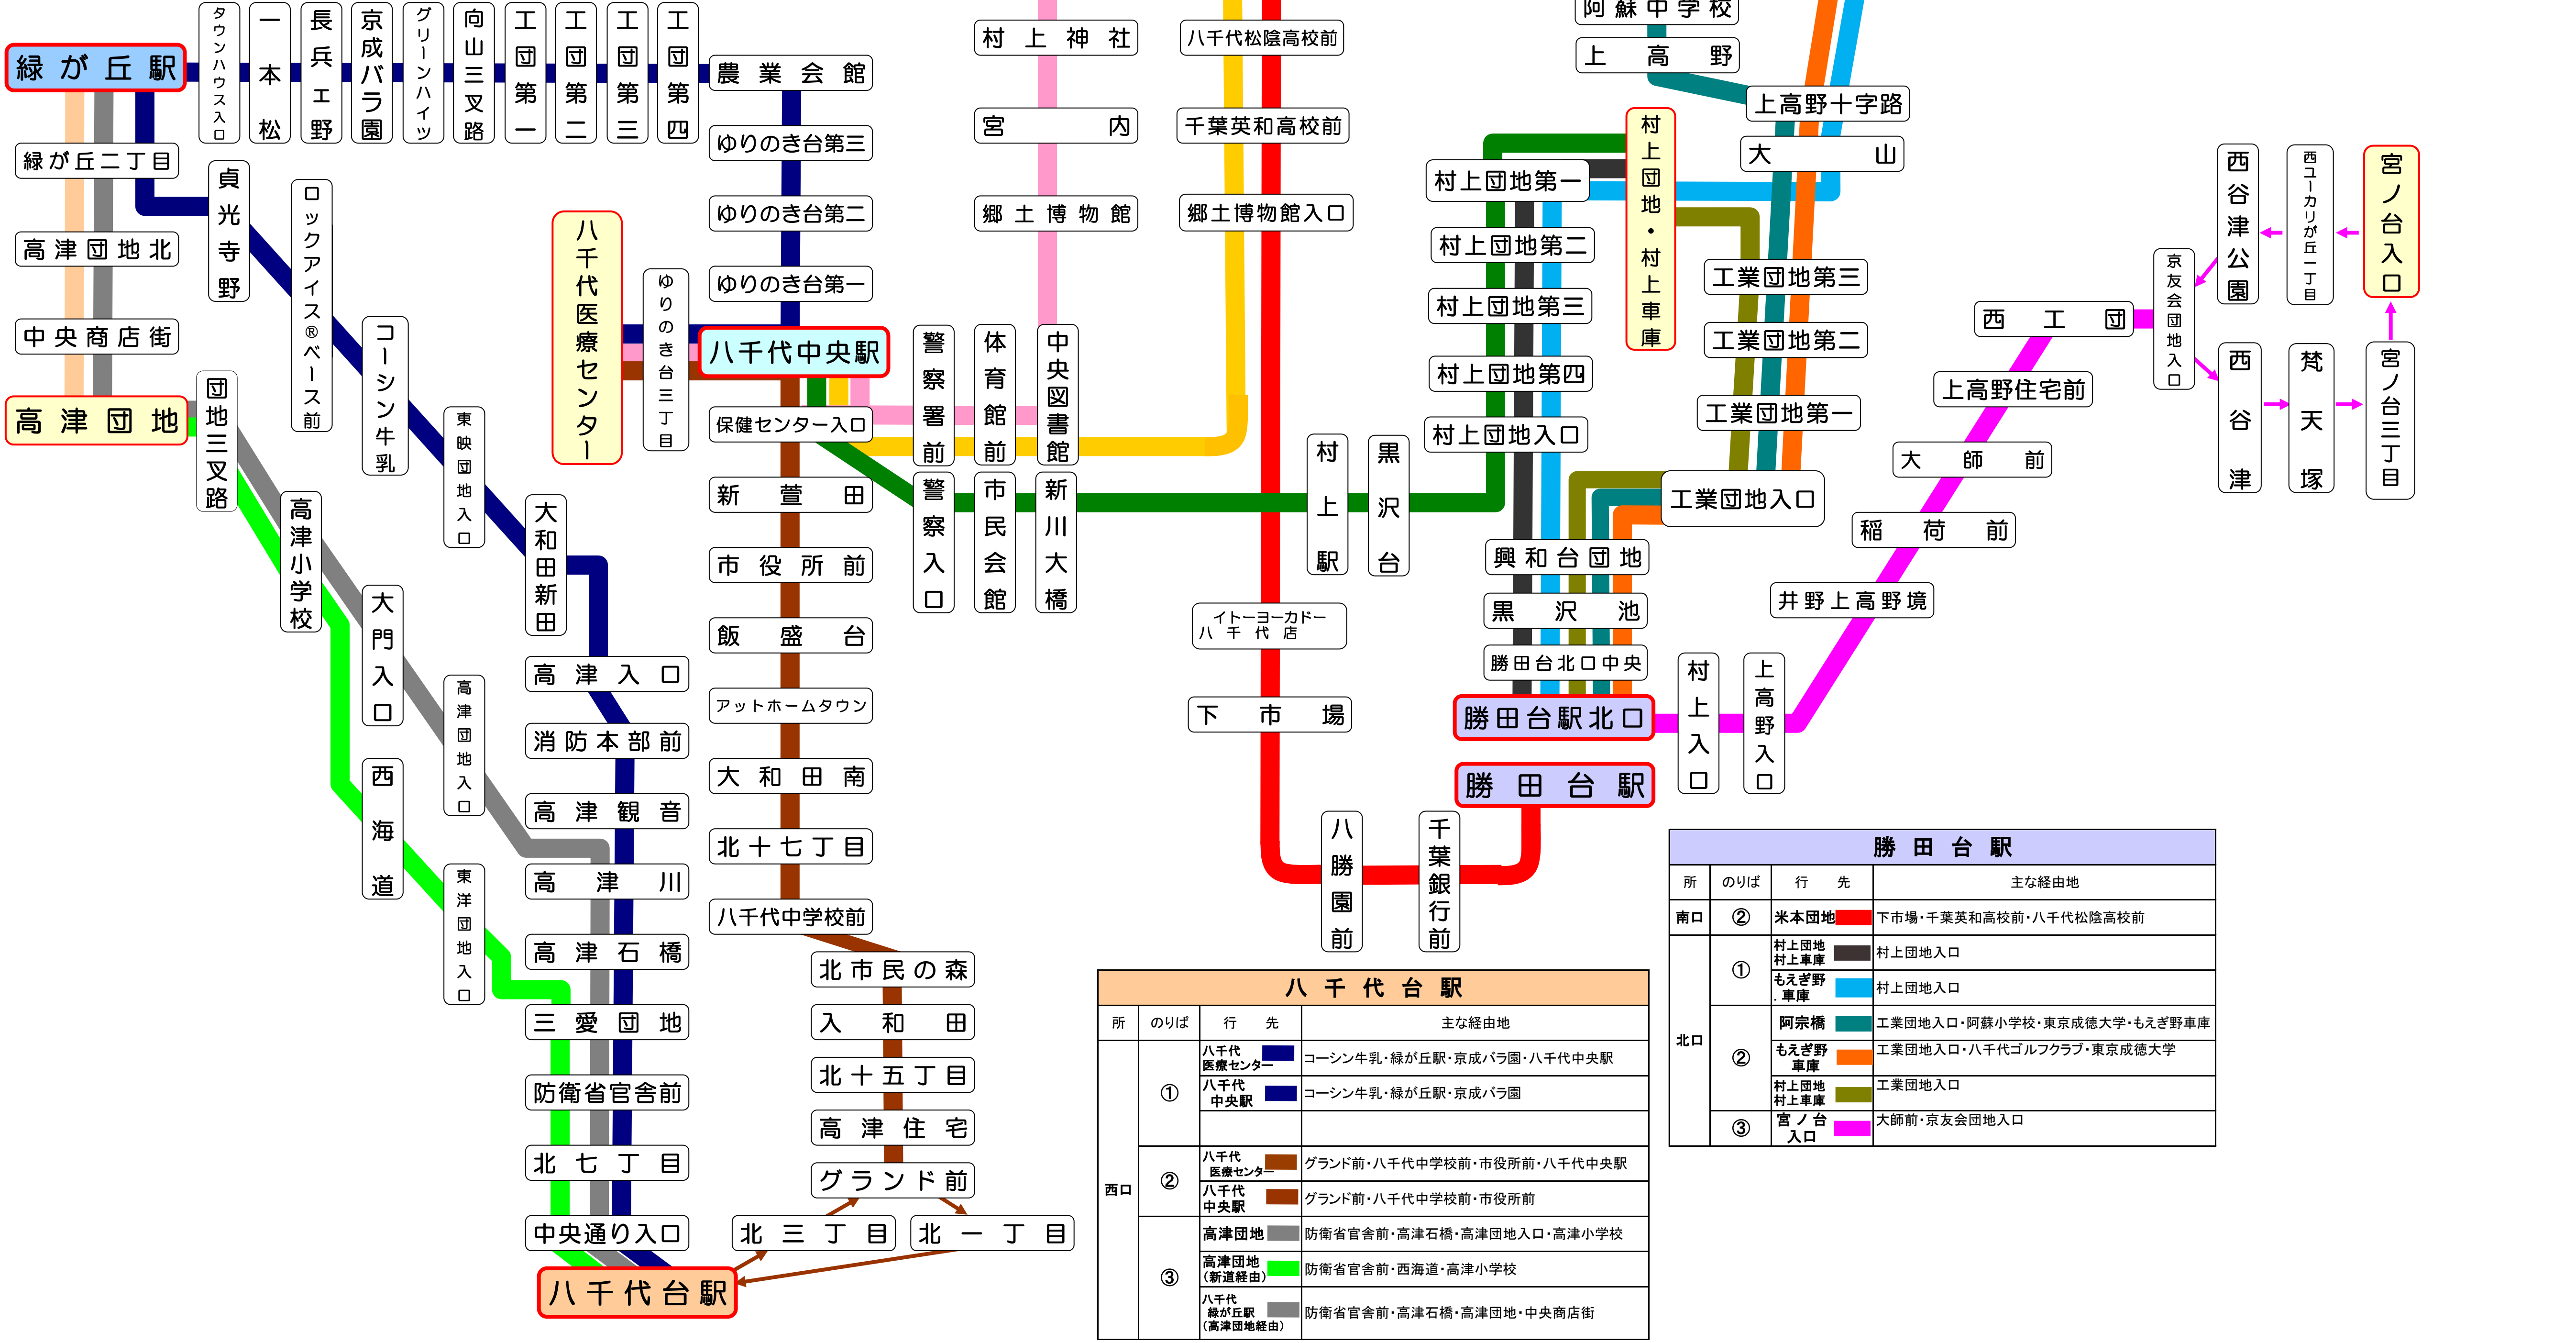 緑が丘駅
タウンハウス入口
一本松
長兵エ野
京成バラ園
グリーンハイツ
向山三叉路
工団第一
工団第二
工団第三
工団第四
農業会館
ゆりのき台第三
ゆりのき台第二
ゆりのき台第一
緑が丘二丁目
高津団地北
中央商店街
高津団地
貞光寺野
ロックアイス®ベース前
コーシン牛乳
東映団地入口
大和田新田
高津入口
消防本部前
高津観音
高津川
高津石橋
三愛団地
防衛省官舎前
北七丁目
中央通り入口
八千代台駅
団地三叉路
高津小学校
大門入口
高津団地入口
西海道
東洋団地入口
八千代医療センター
ゆりのき台三丁目
八千代中央駅
保健センター入口
新萱田
市役所前
飯盛台
アットホームタウン
大和田南
北十七丁目
八千代中学校前
北市民の森
入和田
北十五丁目
高津住宅
グランド前
北三丁目
北一丁目
村上神社
宮内
郷土博物館
警察署前
体育館前
中央図書館
警察入口
市民会館
新川大橋
八千代松陰高校前
千葉英和高校前
郷土博物館入口
村上駅
黒沢台
イトーヨーカドー
八千代店
下市場
八勝園前
千葉銀行前
勝田台駅
勝田台駅北口
阿蘇中学校
上高野
上高野十字路
大山
村上団地・村上車庫
村上団地第一
村上団地第二
村上団地第三
村上団地第四
村上団地入口
工業団地第三
工業団地第二
工業団地第一
工業団地入口
興和台団地
黒沢池
勝田台北口中央
村上入口
上高野入口
井野上高野境
稲荷前
大師前
上高野住宅前
西工団
京友会団地入口
西谷津公園
西ユーカリが丘一丁目
宮ノ台入口
西谷津
梵天塚
宮ノ台三丁目
八千代台駅
所 のりば 行先 主な経由地
西口
①
八千代
医療センター コーシン牛乳・緑が丘駅・京成バラ園・八千代中央駅
八千代
中央駅 コーシン牛乳・緑が丘駅・京成バラ園
②
八千代
医療センター グランド前・八千代中学校前・市役所前・八千代中央駅
八千代
中央駅 グランド前・八千代中学校前・市役所前
③
高津団地 防衛省官舎前・高津石橋・高津団地入口・高津小学校
高津団地
(新道経由) 防衛省官舎前・西海道・高津小学校
八千代
緑が丘駅
(高津団地経由) 防衛省官舎前・高津石橋・高津団地・中央商店街
勝田台駅
所 のりば 行先 主な経由地
南口 ② 米本団地 下市場・千葉英和高校前・八千代松陰高校前
北口
①
村上団地
村上車庫 村上団地入口
もえぎ野
.車庫 村上団地入口
②
阿宗橋 工業団地入口・阿蘇小学校・東京成徳大学・もえぎ野車庫
もえぎ野
車庫 工業団地入口・八千代ゴルフクラブ・東京成徳大学
村上団地
村上車庫 工業団地入口
③
宮ノ台
入口 大師前・京友会団地入口